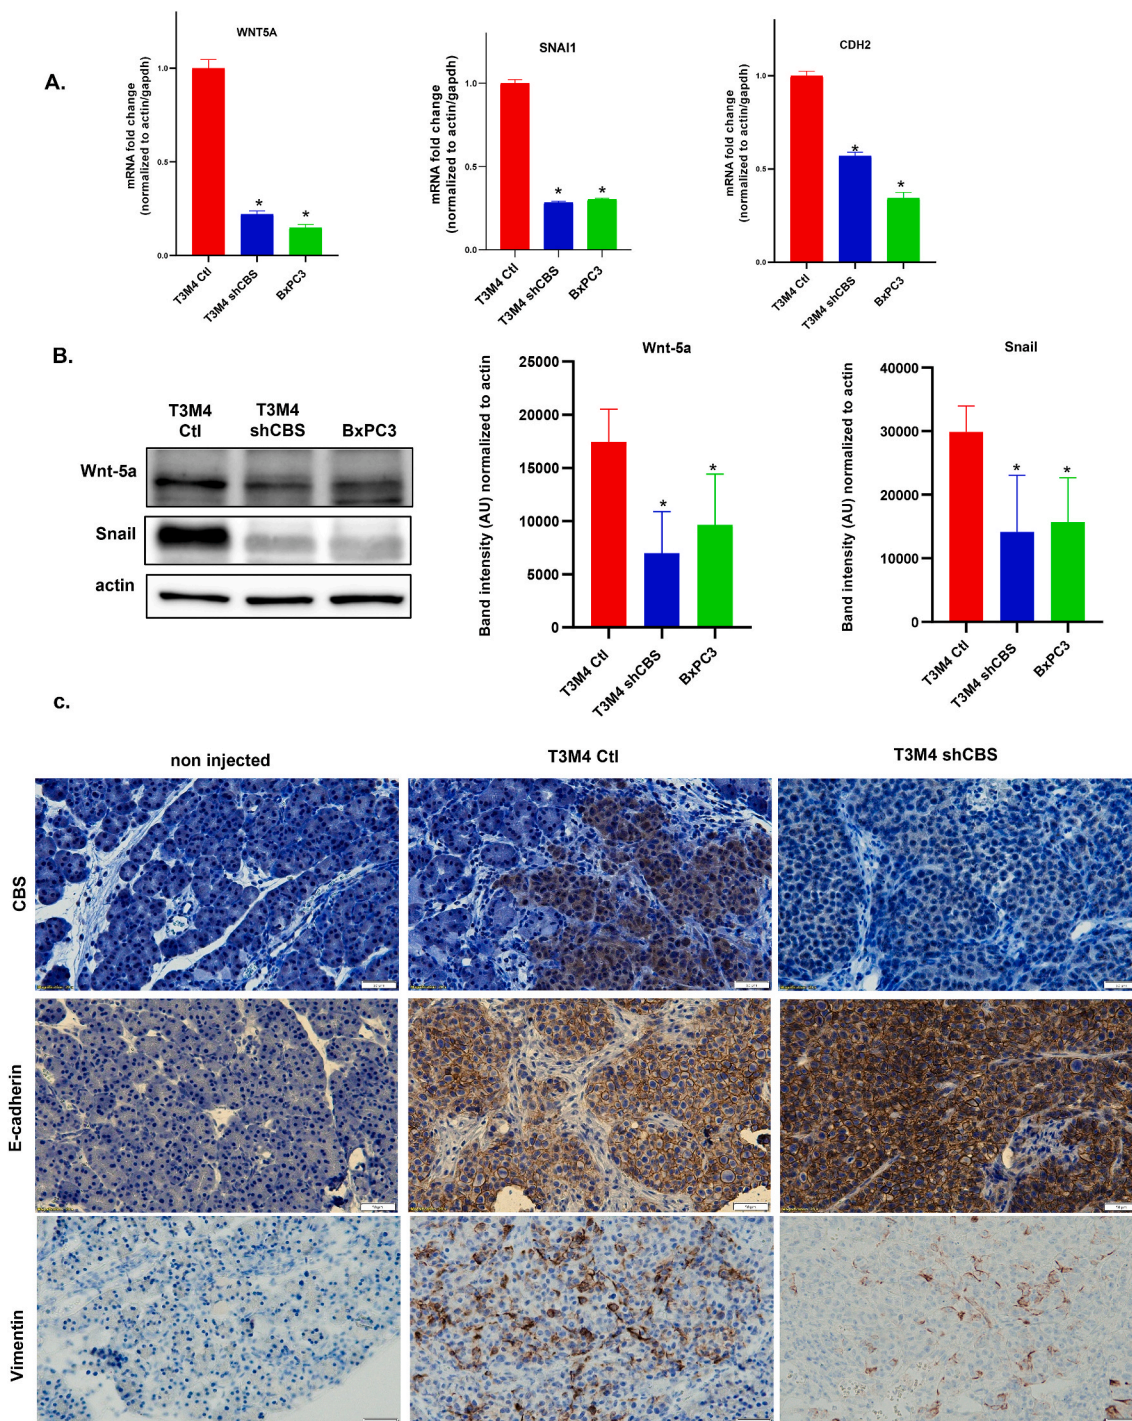 A.
WNT5A
mRNA fold change
(normalized to actin/gapdh)
1.0
0.5
0.0
*
*
T3M4 Ctl
T3M4 shCBS
BxPC3
SNAI1
mRNA fold change
(normalized to actin/gapdh)
1.0
0.5
0.0
*
*
T3M4 Ctl
T3M4 shCBS
BxPC3
CDH2
mRNA fold change
(normalized to actin/gapdh)
1.0
0.5
0.0
*
*
T3M4 Ctl
T3M4 shCBS
BxPC3
B.
T3M4
Ctl
T3M4
shCBS
BxPC3
Wnt-5a
Snail
actin
Wnt-5a
Band intensity (AU) normalized to actin
25000
20000
15000
10000
5000
0
*
*
T3M4 Ctl
T3M4 shCBS
BxPC3
Snail
Band intensity (AU) normalized to actin
40000
30000
20000
10000
0
*
*
T3M4 Ctl
T3M4 shCBS
BxPC3
c.
non injected
T3M4 Ctl
T3M4 shCBS
CBS
E-cadherin
Vimentin